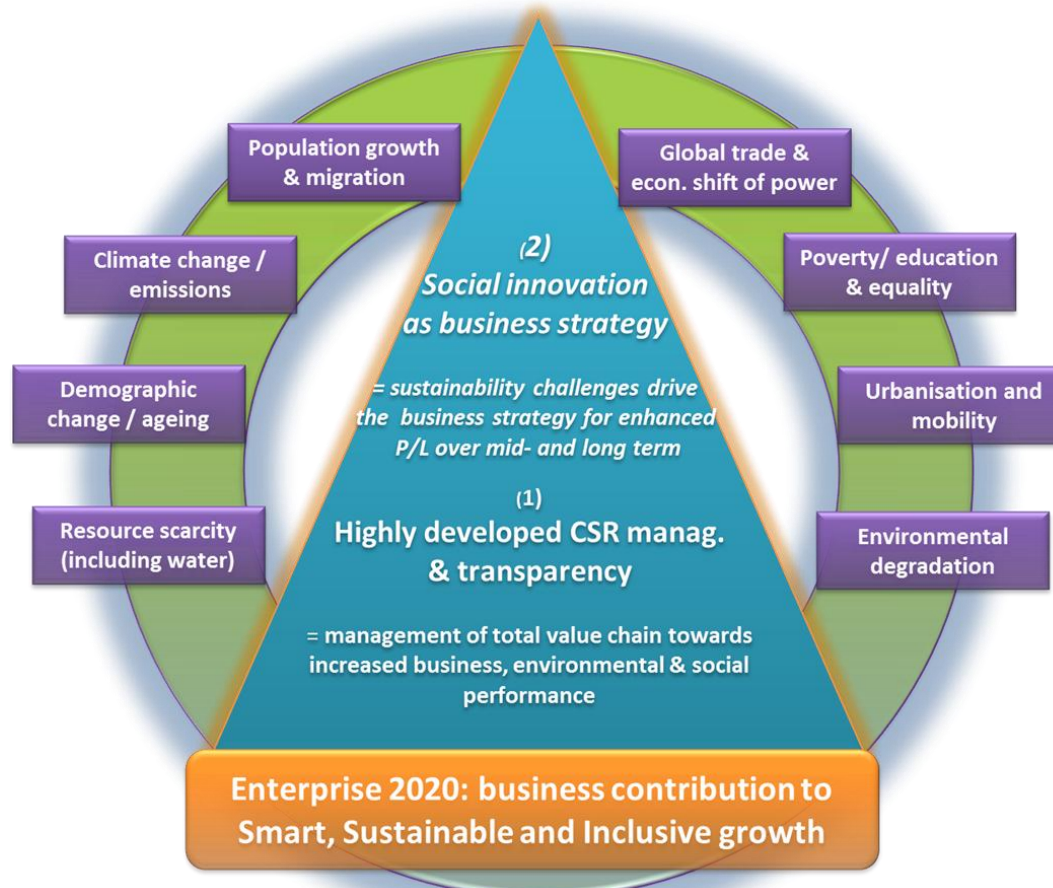 Population growth
& migration
Global trade &
econ. shift of power
Climate change /
emissions
Poverty/ education
& equality
Demographic
change / ageing
Urbanisation and
mobility
Resource scarcity
(including water)
Environmental
degradation
(2)
Social innovation
as business strategy
= sustainability challenges drive
the business strategy for enhanced
P/L over mid- and long term
(1)
Highly developed CSR manag.
& transparency
= management of total value chain towards
increased business, environmental & social
performance
Enterprise 2020: business contribution to
Smart, Sustainable and Inclusive growth